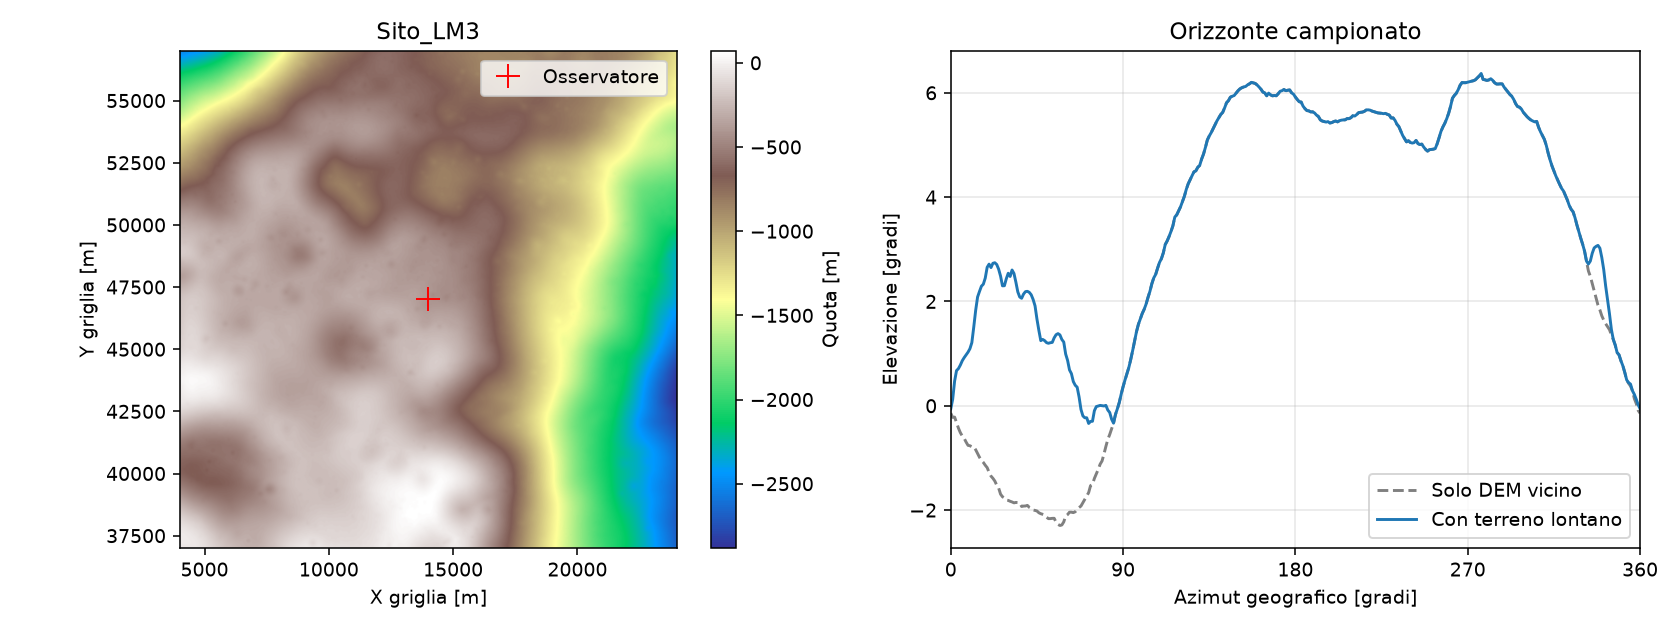 Sito_LM3
Osservatore
Y griglia [m]
55000
52500
50000
47500
45000
42500
40000
37500
5000 10000 15000 20000
X griglia [m]
0
−500
−1000
−1500
−2000
−2500
Quota [m]
Orizzonte campionato
Elevazione [gradi]
6
4
2
0
−2
Solo DEM vicino
Con terreno lontano
0 90 180 270 360
Azimut geografico [gradi]